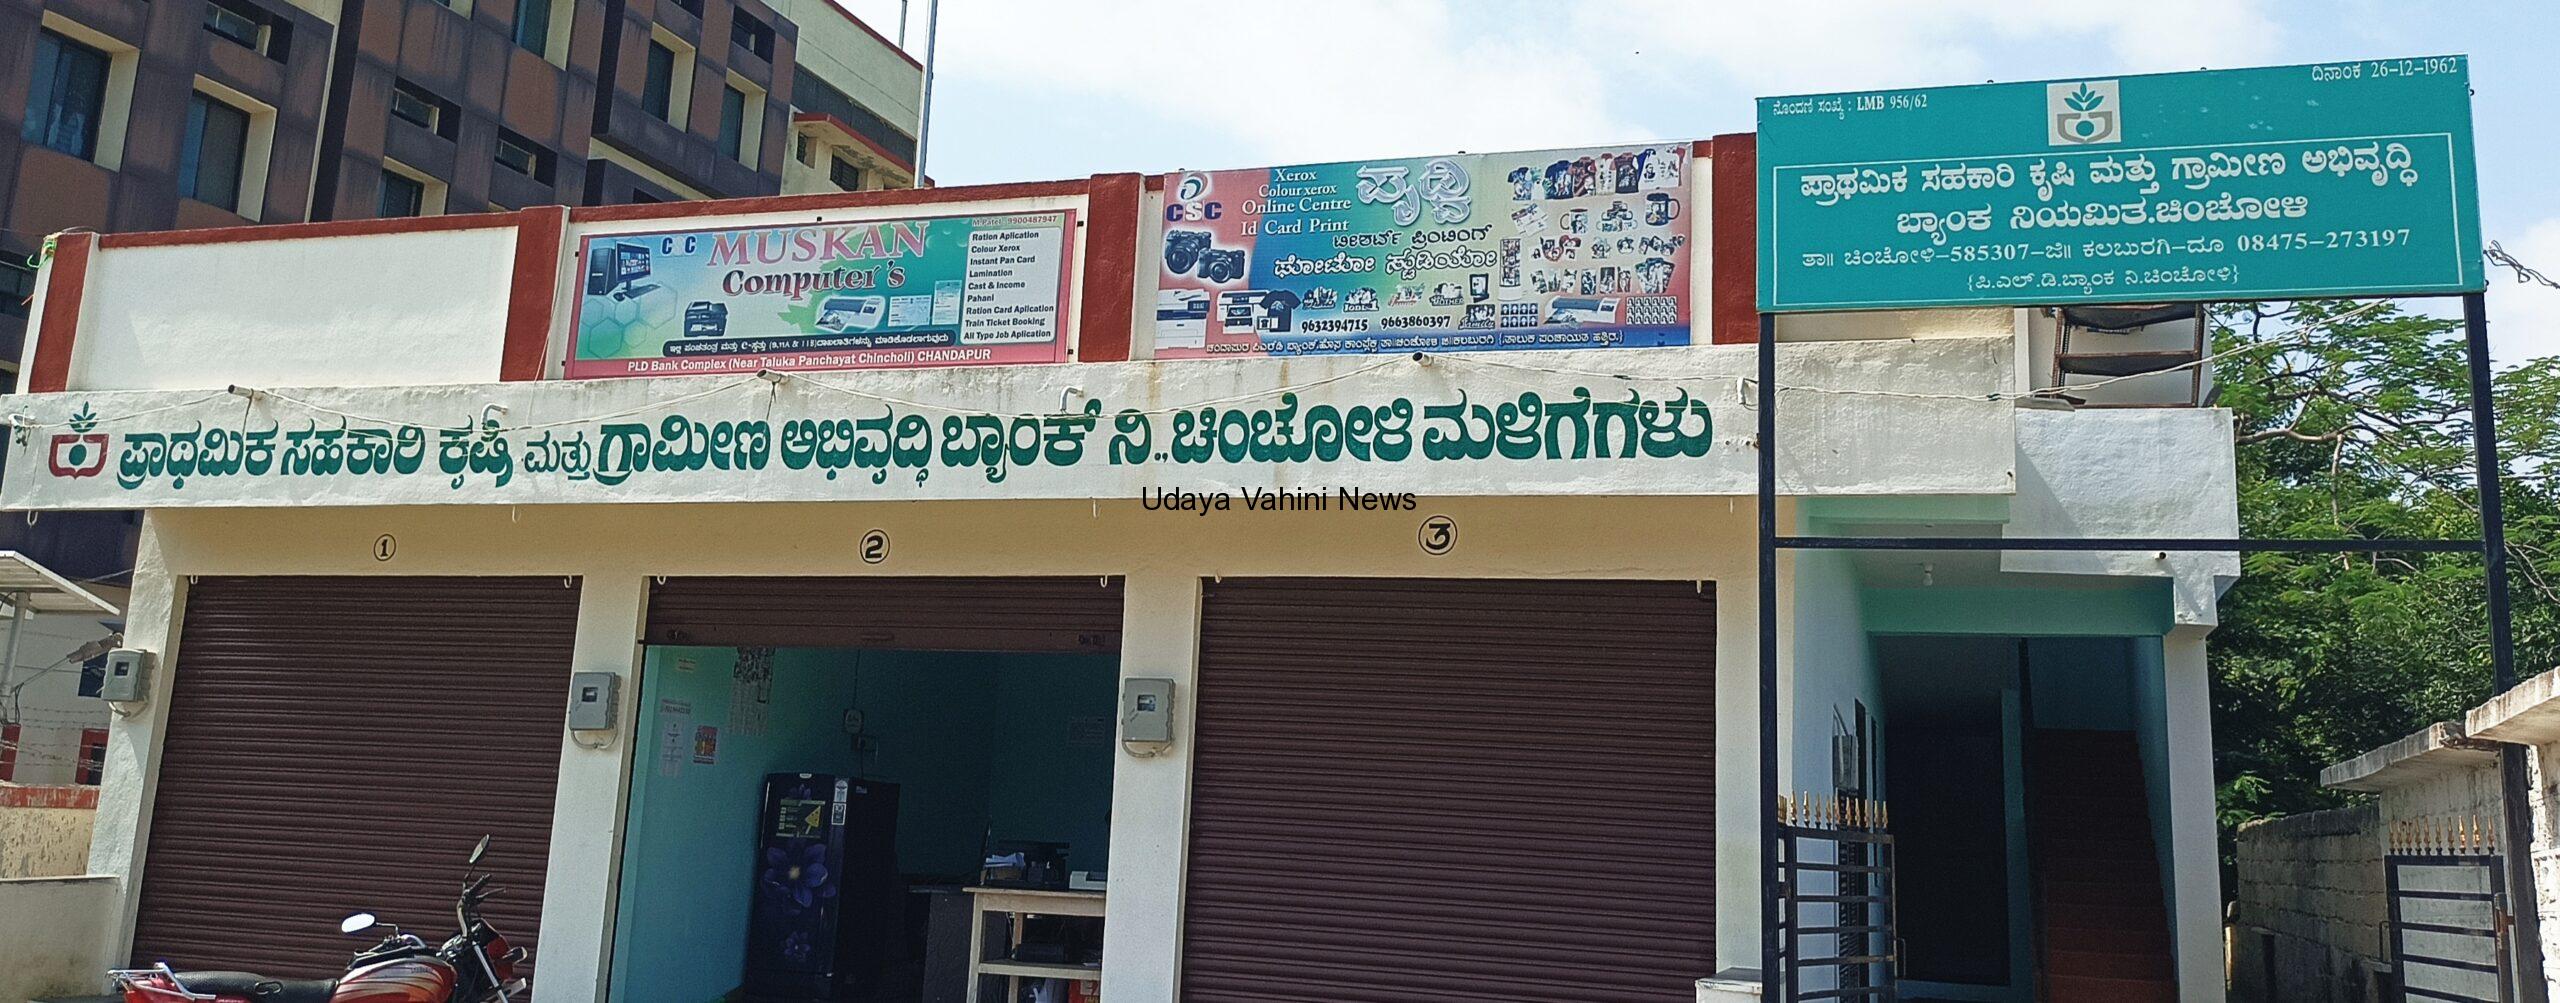 ನೊಂದಣಿ ಸಂಖ್ಯೆ : LMB 956/62
ದಿನಾಂಕ 26-12-1962
ಪ್ರಾಥಮಿಕ ಸಹಕಾರಿ ಕೃಷಿ ಮತ್ತು ಗ್ರಾಮೀಣ ಅಭಿವೃದ್ಧಿ
ಬ್ಯಾಂಕ ನಿಯಮಿತ.ಚಿಂಚೋಳಿ
ತಾ॥ ಚಿಂಚೋಳಿ-585307-ಜಿ॥ ಕಲಬುರಗಿ-ದೂ 08475-273197
{ಪಿ.ಎಲ್.ಡಿ.ಬ್ಯಾಂಕ ನಿ.ಚಿಂಚೋಳಿ}
M.Patel - 9900487947
CSC MUSKAN
Computer's
Ration Aplication
Colour Xerox
Instant Pan Card
Lamination
Cast & Income
Pahani
Ration Card Aplication
Train Ticket Booking
All Type Job Aplication
PLD Bank Complex (Near Taluka Panchayat Chincholi) CHANDAPUR
CSC
Xerox
Colour xerox
Online Centre
Id Card Print
ಪೃಥ್ವಿ
ಟೀಶರ್ಟ್ ಪ್ರಿಂಟಿಂಗ್
ಫೋಟೋ ಸ್ಟುಡಿಯೋ
9632394715 9663860397
ಪ್ರಾಥಮಿಕ ಸಹಕಾರಿ ಕೃಷಿ ಮತ್ತು ಗ್ರಾಮೀಣ ಅಭಿವೃದ್ಧಿ ಬ್ಯಾಂಕ್ ನಿ.,ಚಿಂಚೋಳಿ ಮಳಿಗೆಗಳು
Udaya Vahini News
1
2
3